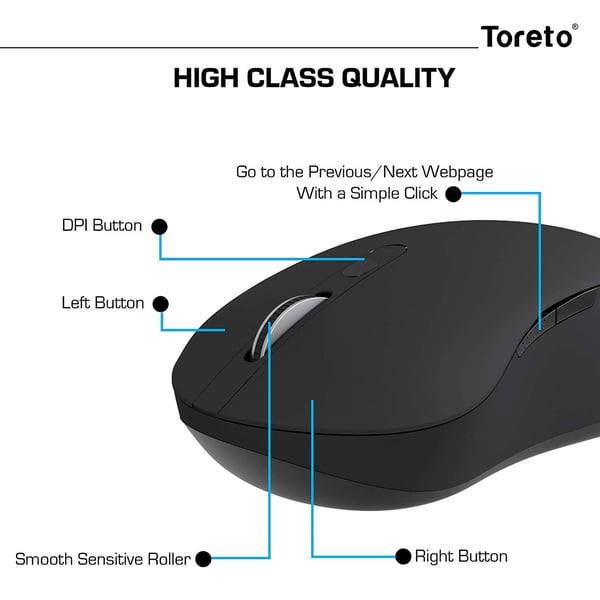 Toreto®
HIGH CLASS QUALITY
Go to the Previous/Next Webpage
With a Simple Click
DPI Button
Left Button
Smooth Sensitive Roller
Right Button